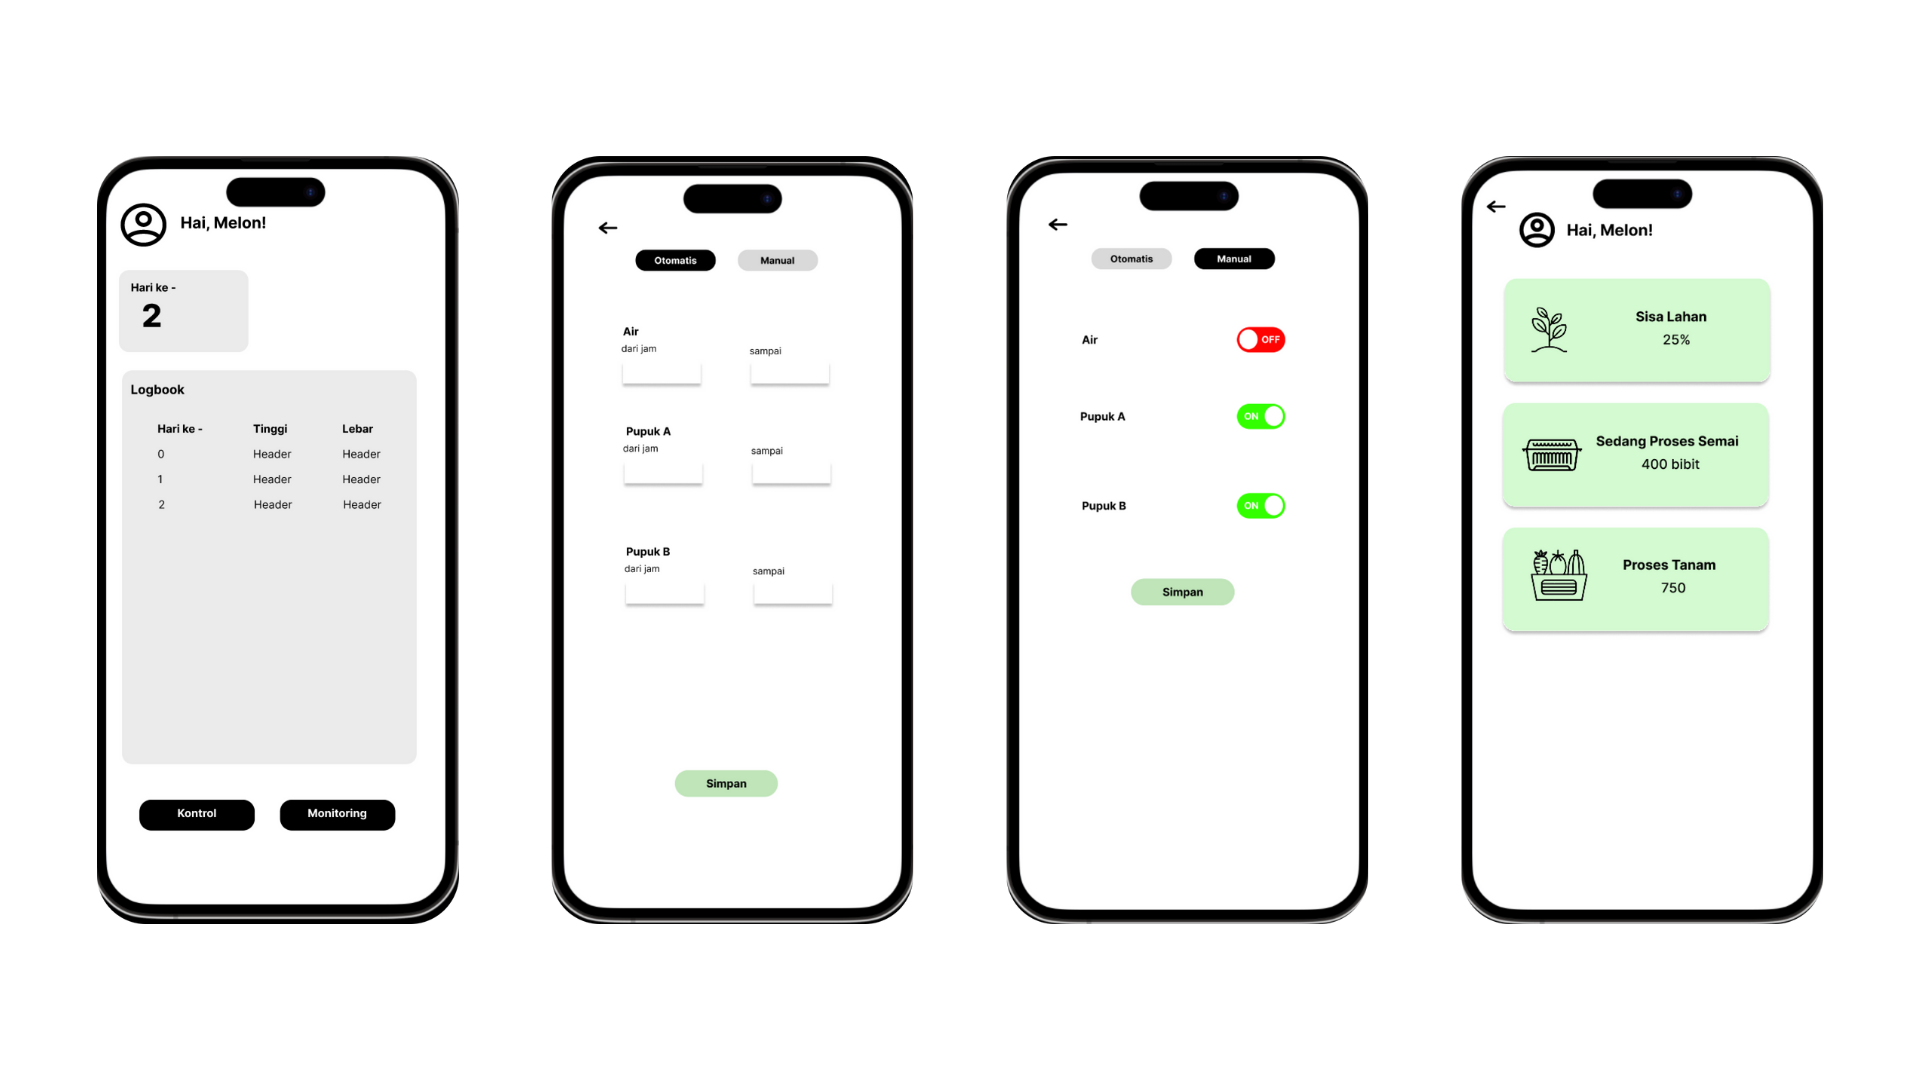 Hai, Melon!
Hari ke -
2
Logbook
Hari ke - Tinggi Lebar
0 Header Header
1 Header Header
2 Header Header
Kontrol Monitoring
Otomatis Manual
Air
dari jam sampai
Pupuk A
dari jam sampai
Pupuk B
dari jam sampai
Simpan
Otomatis Manual
Air OFF
Pupuk A ON
Pupuk B ON
Simpan
Hai, Melon!
Sisa Lahan
25%
Sedang Proses Semai
400 bibit
Proses Tanam
750